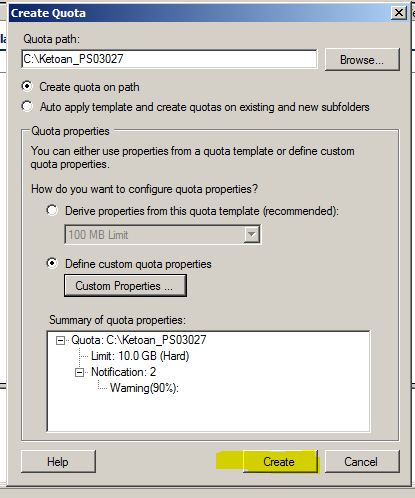 Create Quota
Quota path:
C:\Ketoan_PS03027
Browse...
Create quota on path
Auto apply template and create quotas on existing and new subfolders
Quota properties
You can either use properties from a quota template or define custom
quota properties.
How do you want to configure quota properties?
Derive properties from this quota template (recommended):
100 MB Limit
Define custom quota properties
Custom Properties ...
Summary of quota properties:
Quota: C:\Ketoan_PS03027
Limit: 10.0 GB (Hard)
Notification: 2
Warning(90%):
Help
Create
Cancel